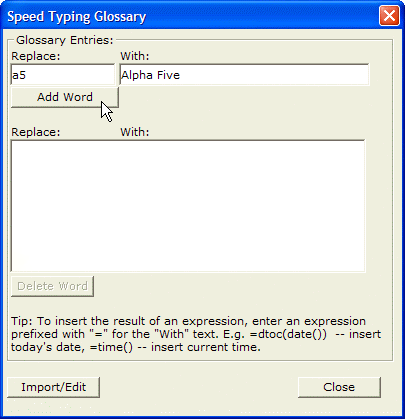 Speed Typing Glossary
Glossary Entries:
Replace: With:
a5 Alpha Five
Add Word
Replace: With:
Delete Word
Tip: To insert the result of an expression, enter an expression
prefixed with "=" for the "With" text. E.g. =dtoc(date()) -- insert
today's date, =time() -- insert current time.
Import/Edit Close